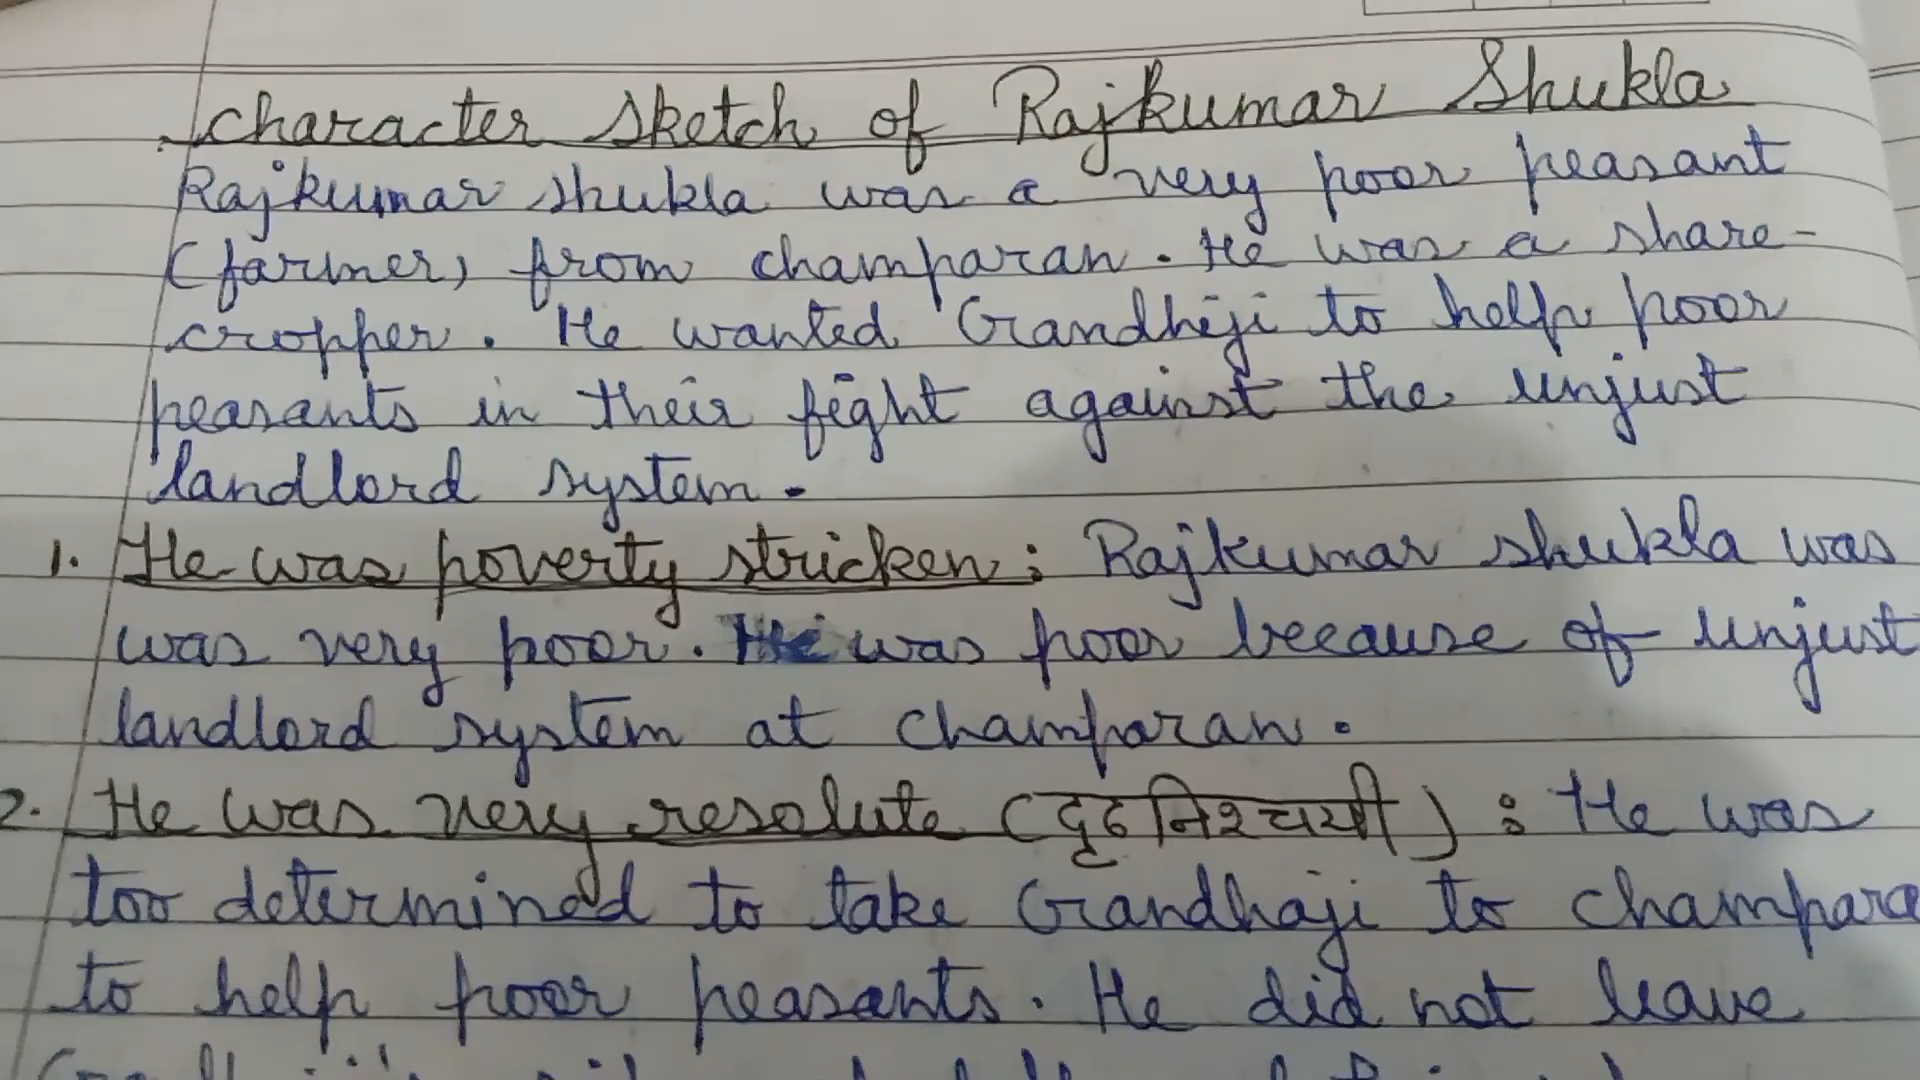 character sketch of Rajkumar Shukla
Rajkumar shukla was a very poor peasant
(farmer) from champaran. He was a share-
cropper. He wanted Gandhiji to help poor
peasants in their fight against the unjust
landlord system.
1. He was poverty stricken: Rajkumar shukla was
was very poor. He was poor because of unjust
landlord system at champaran.
2. He was very resolute (दृढ निश्चयी): He was
too determined to take Gandhaji to champara
to help poor peasants. He did not leave